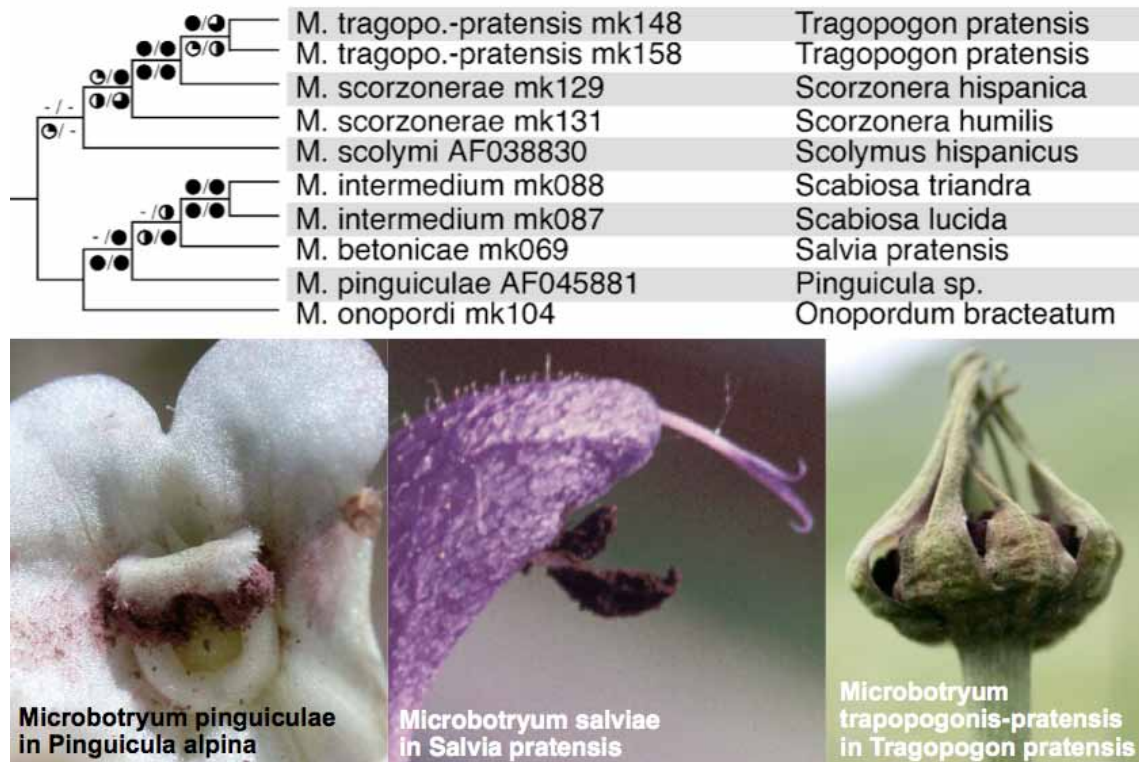 M. tragopo.-pratensis mk148 Tragopogon pratensis
M. tragopo.-pratensis mk158 Tragopogon pratensis
M. scorzonerae mk129 Scorzonera hispanica
M. scorzonerae mk131 Scorzonera humilis
M. scolymi AF038830 Scolymus hispanicus
M. intermedium mk088 Scabiosa triandra
M. intermedium mk087 Scabiosa lucida
M. betonicae mk069 Salvia pratensis
M. pinguiculae AF045881 Pinguicula sp.
M. onopordi mk104 Onopordum bracteatum
Microbotryum pinguiculae
in Pinguicula alpina
Microbotryum salviae
in Salvia pratensis
Microbotryum
trapopogonis-pratensis
in Tragopogon pratensis